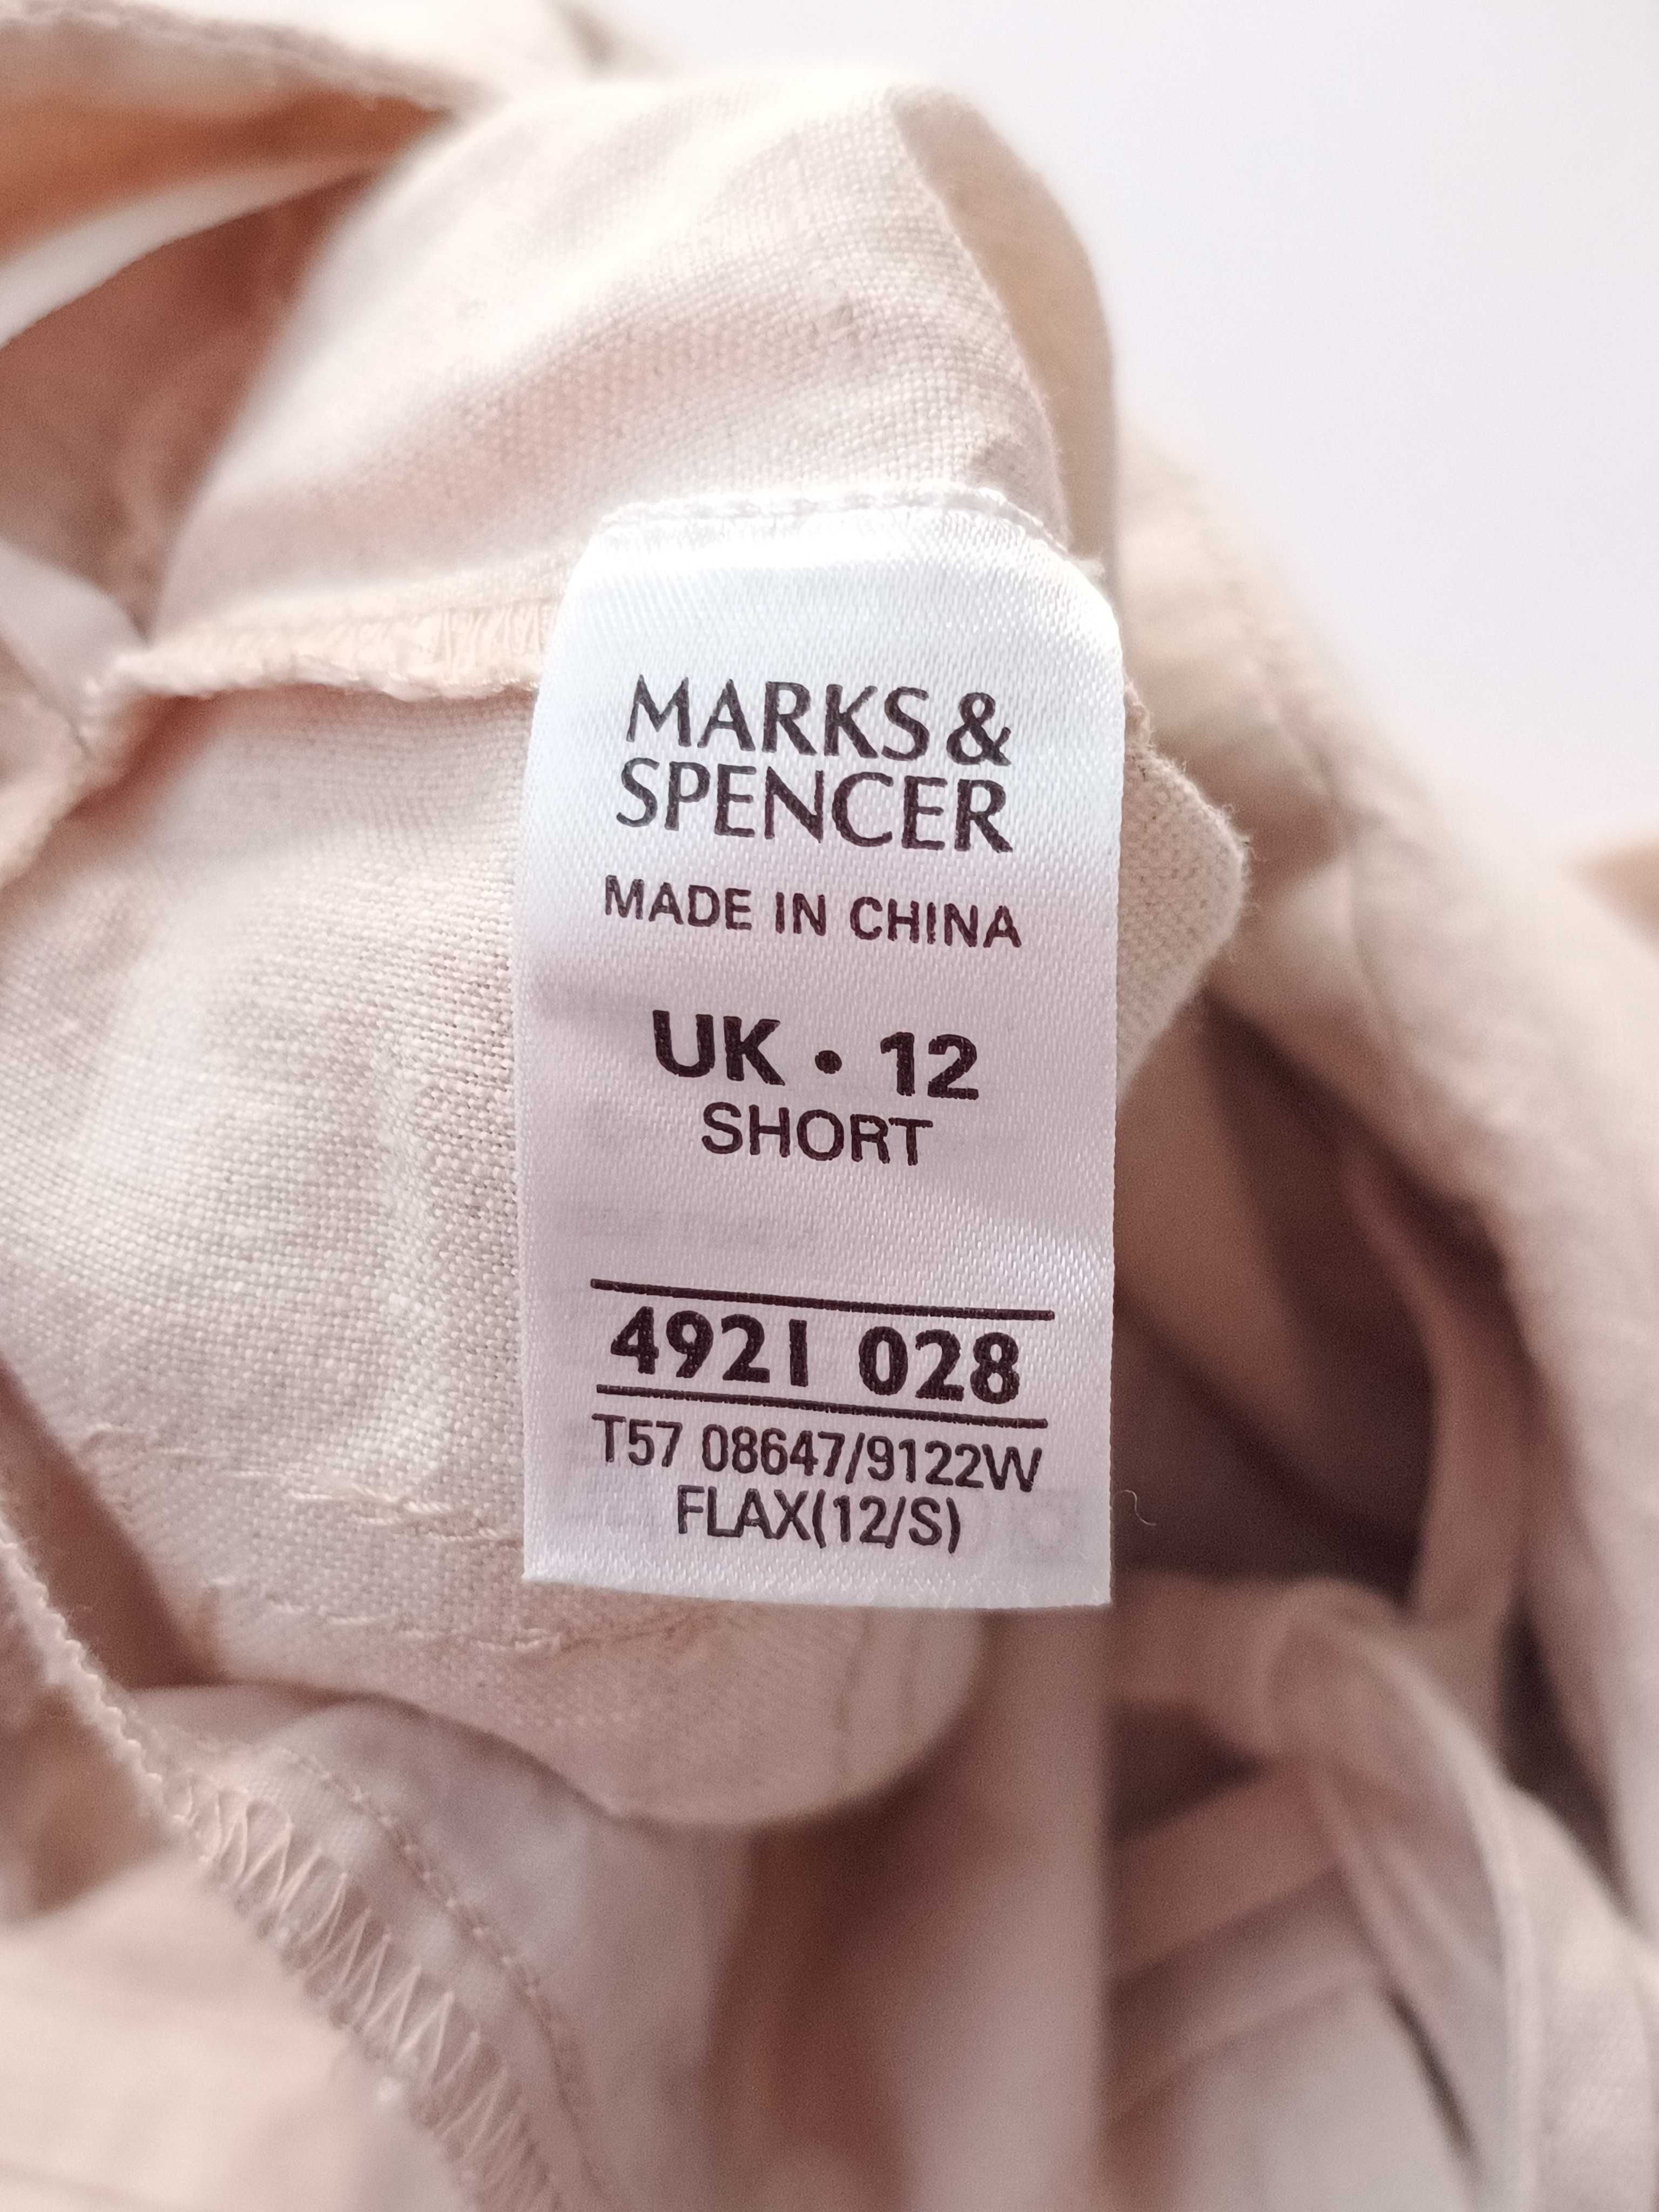 MARKS &
SPENCER
MADE IN CHINA
UK • 12
SHORT
4921 028
T57 08647/9122W
FLAX(12/S)